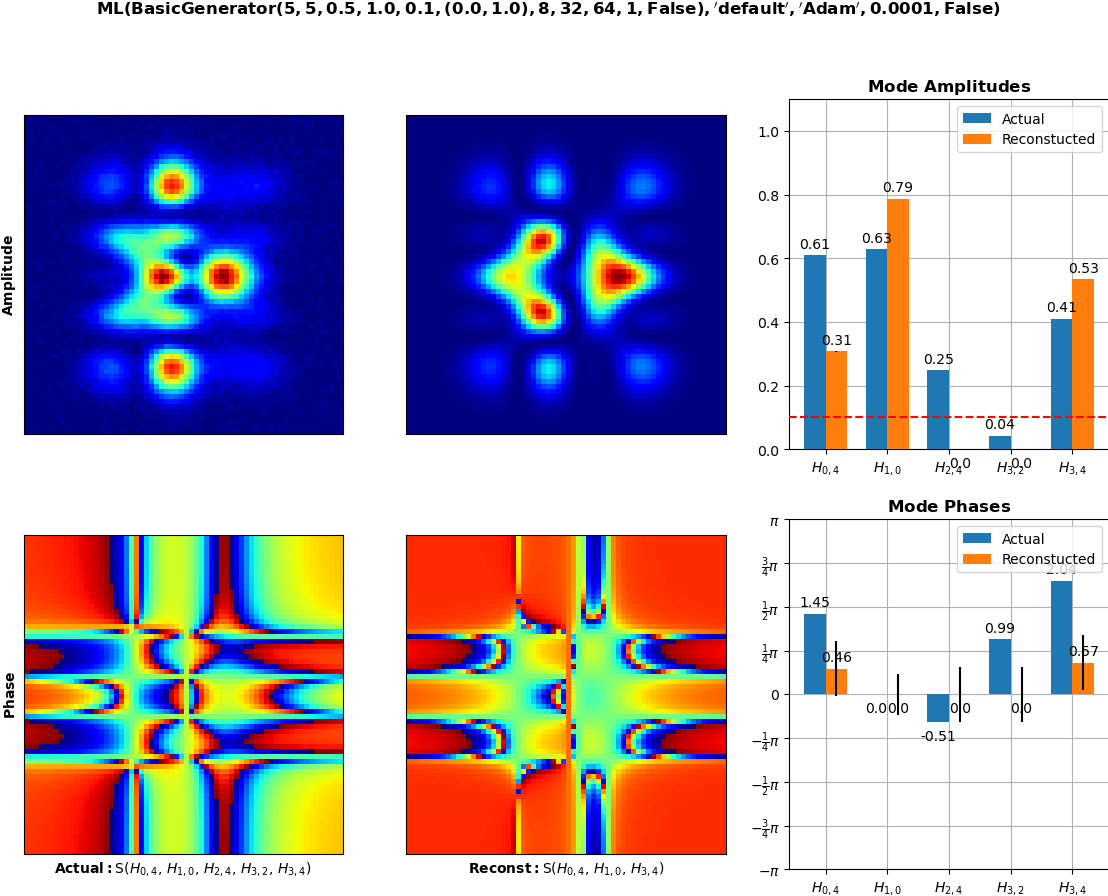 ML(BasicGenerator(5, 5, 0.5, 1.0, 0.1, (0.0, 1.0), 8, 32, 64, 1, False), ′default′, ′Adam′, 0.0001, False)
Mode Amplitudes
Amplitude
Actual
Reconstucted
1.0
0.8
0.6
0.4
0.2
0.0
0.61
0.31
0.63
0.79
0.25
0.0
0.04
0.0
0.41
0.53
H0,4
H1,0
H2,4
H3,2
H3,4
Mode Phases
Phase
Actual
Reconstucted
π
3/4π
1/2π
1/4π
0
−1/4π
−1/2π
−3/4π
−π
1.45
0.46
0.0
0.0
-0.51
0.0
0.99
0.0
2.04
0.57
H0,4
H1,0
H2,4
H3,2
H3,4
Actual: S(H0,4, H1,0, H2,4, H3,2, H3,4)
Reconst: S(H0,4, H1,0, H3,4)